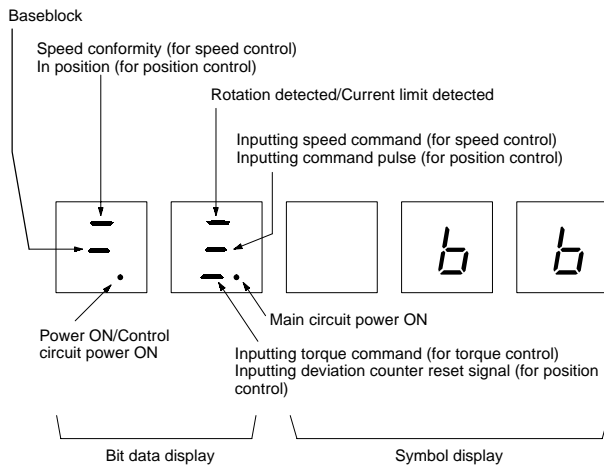 Baseblock
Speed conformity (for speed control)
In position (for position control)
Rotation detected/Current limit detected
Inputting speed command (for speed control)
Inputting command pulse (for position control)
b b
Main circuit power ON
Power ON/Control
circuit power ON
Inputting torque command (for torque control)
Inputting deviation counter reset signal (for position
control)
Bit data display
Symbol display